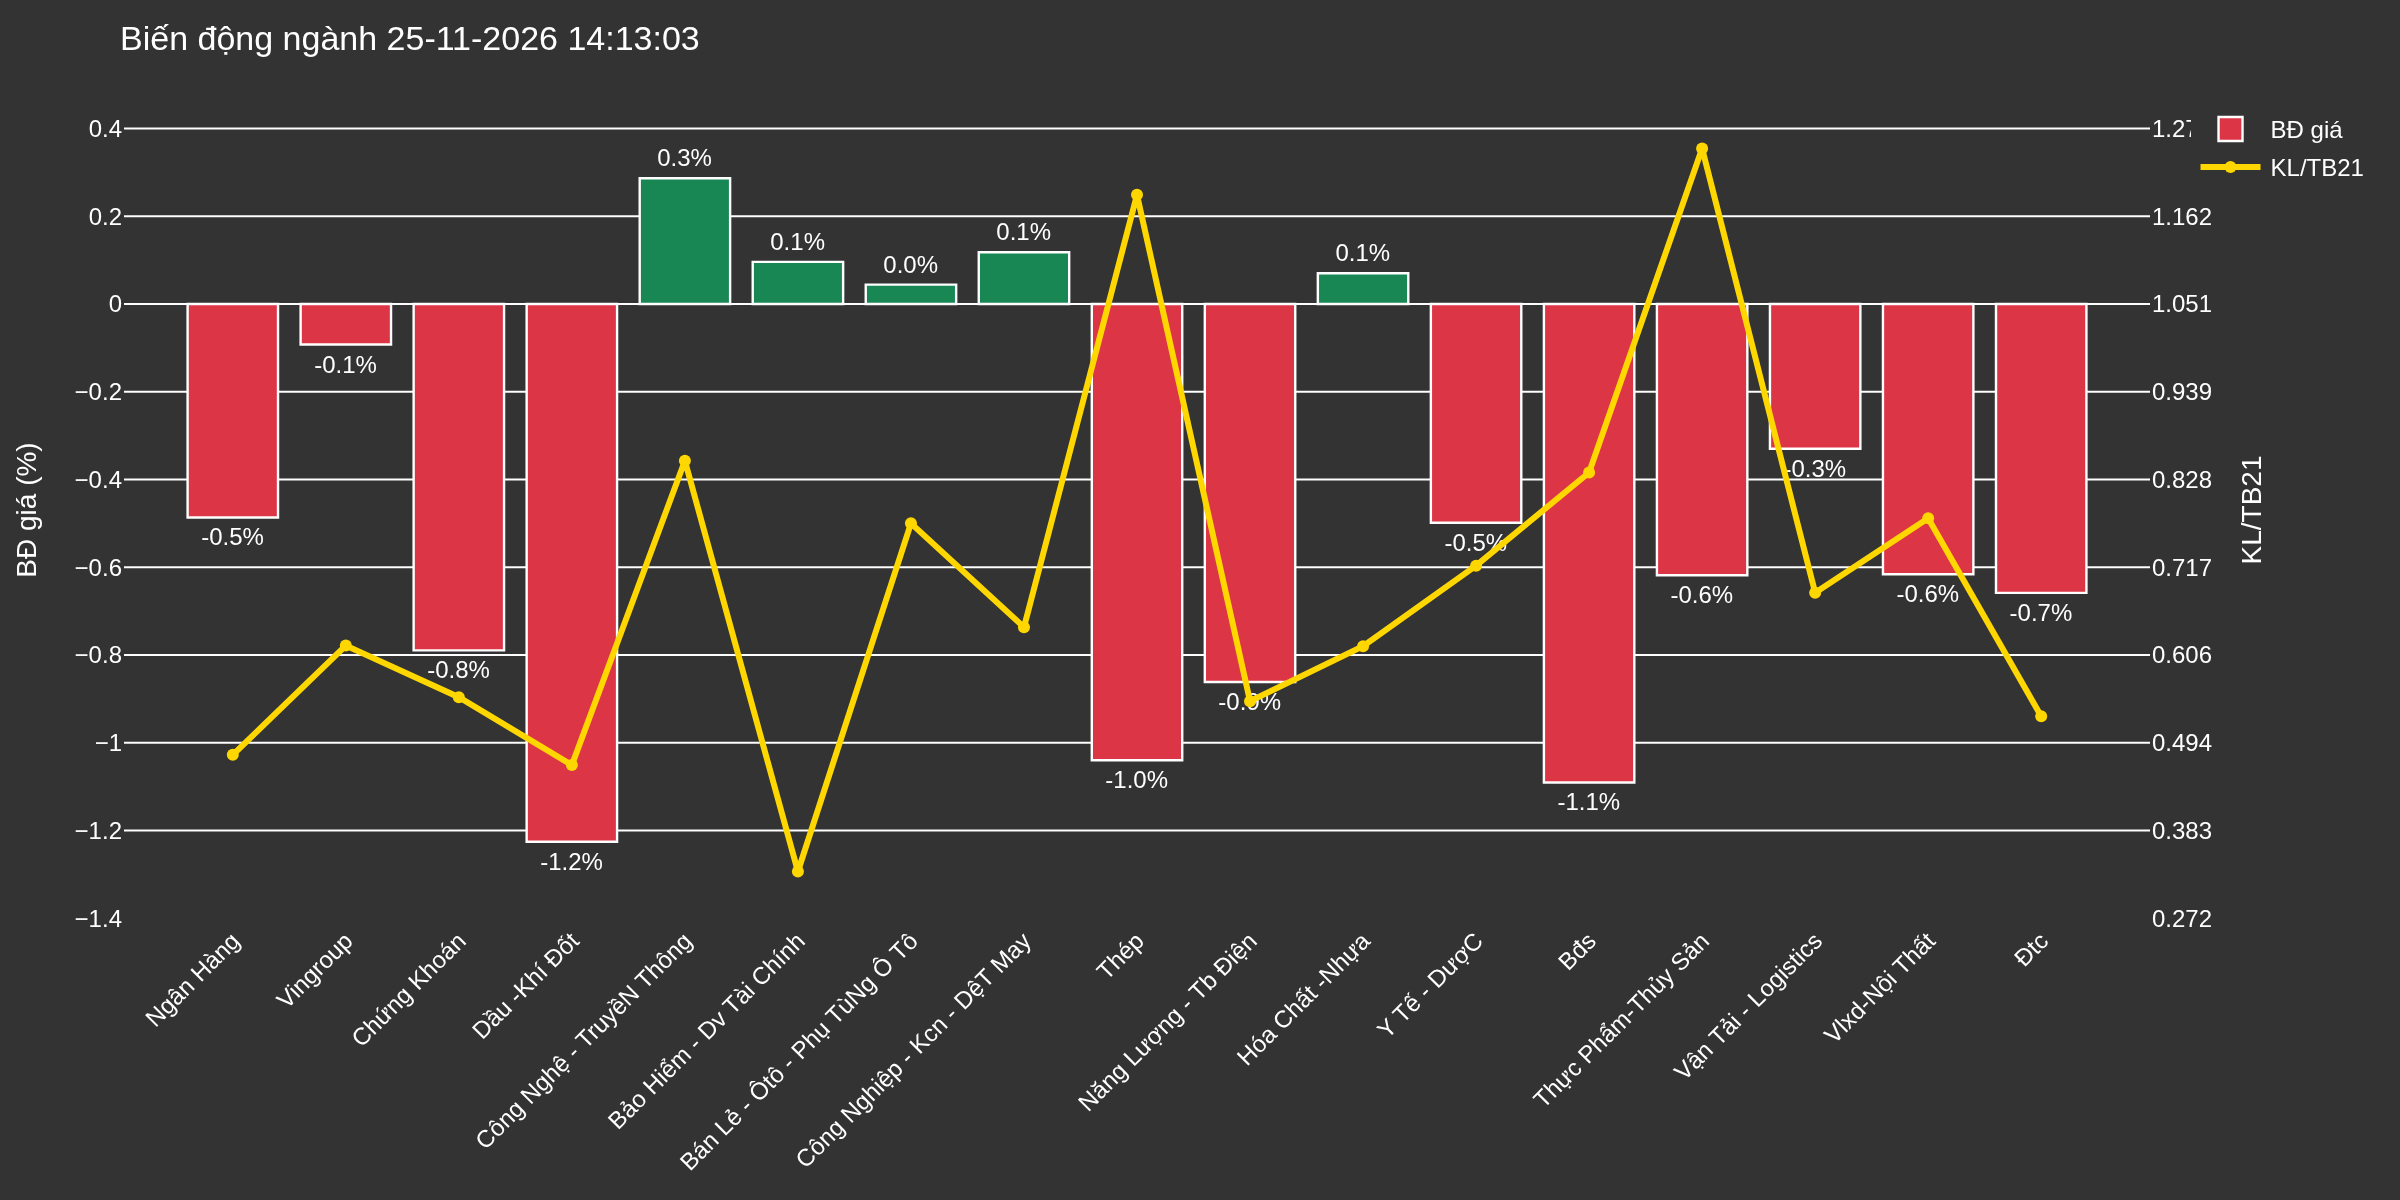 Biến động ngành 25-11-2026 14:13:03
BĐ giá
KL/TB21
BĐ giá (%)
0.4
0.2
0
−0.2
−0.4
−0.6
−0.8
−1
−1.2
−1.4
-0.5%
-0.1%
-0.8%
-1.2%
0.3%
0.1%
0.0%
0.1%
-1.0%
-0.9%
0.1%
-0.5%
-1.1%
-0.6%
-0.3%
-0.6%
-0.7%
1.162
1.051
0.939
0.828
0.717
0.606
0.494
0.383
0.272
KL/TB21
Ngân Hàng
Vingroup
Chứng Khoán
Dầu -Khí Đốt
Công Nghệ - TruyềN Thông
Bảo Hiểm - Dv Tài Chính
Bán Lẻ - Ôtô - Phụ TùNg Ô Tô
Công Nghiệp - Kcn - DệT May
Thép
Năng Lượng - Tb Điện
Hóa Chất -Nhựa
Y Tế - DượC
Bđs
Thực Phẩm-Thủy Sản
Vận Tải - Logistics
Vlxd-Nội Thất
Đtc